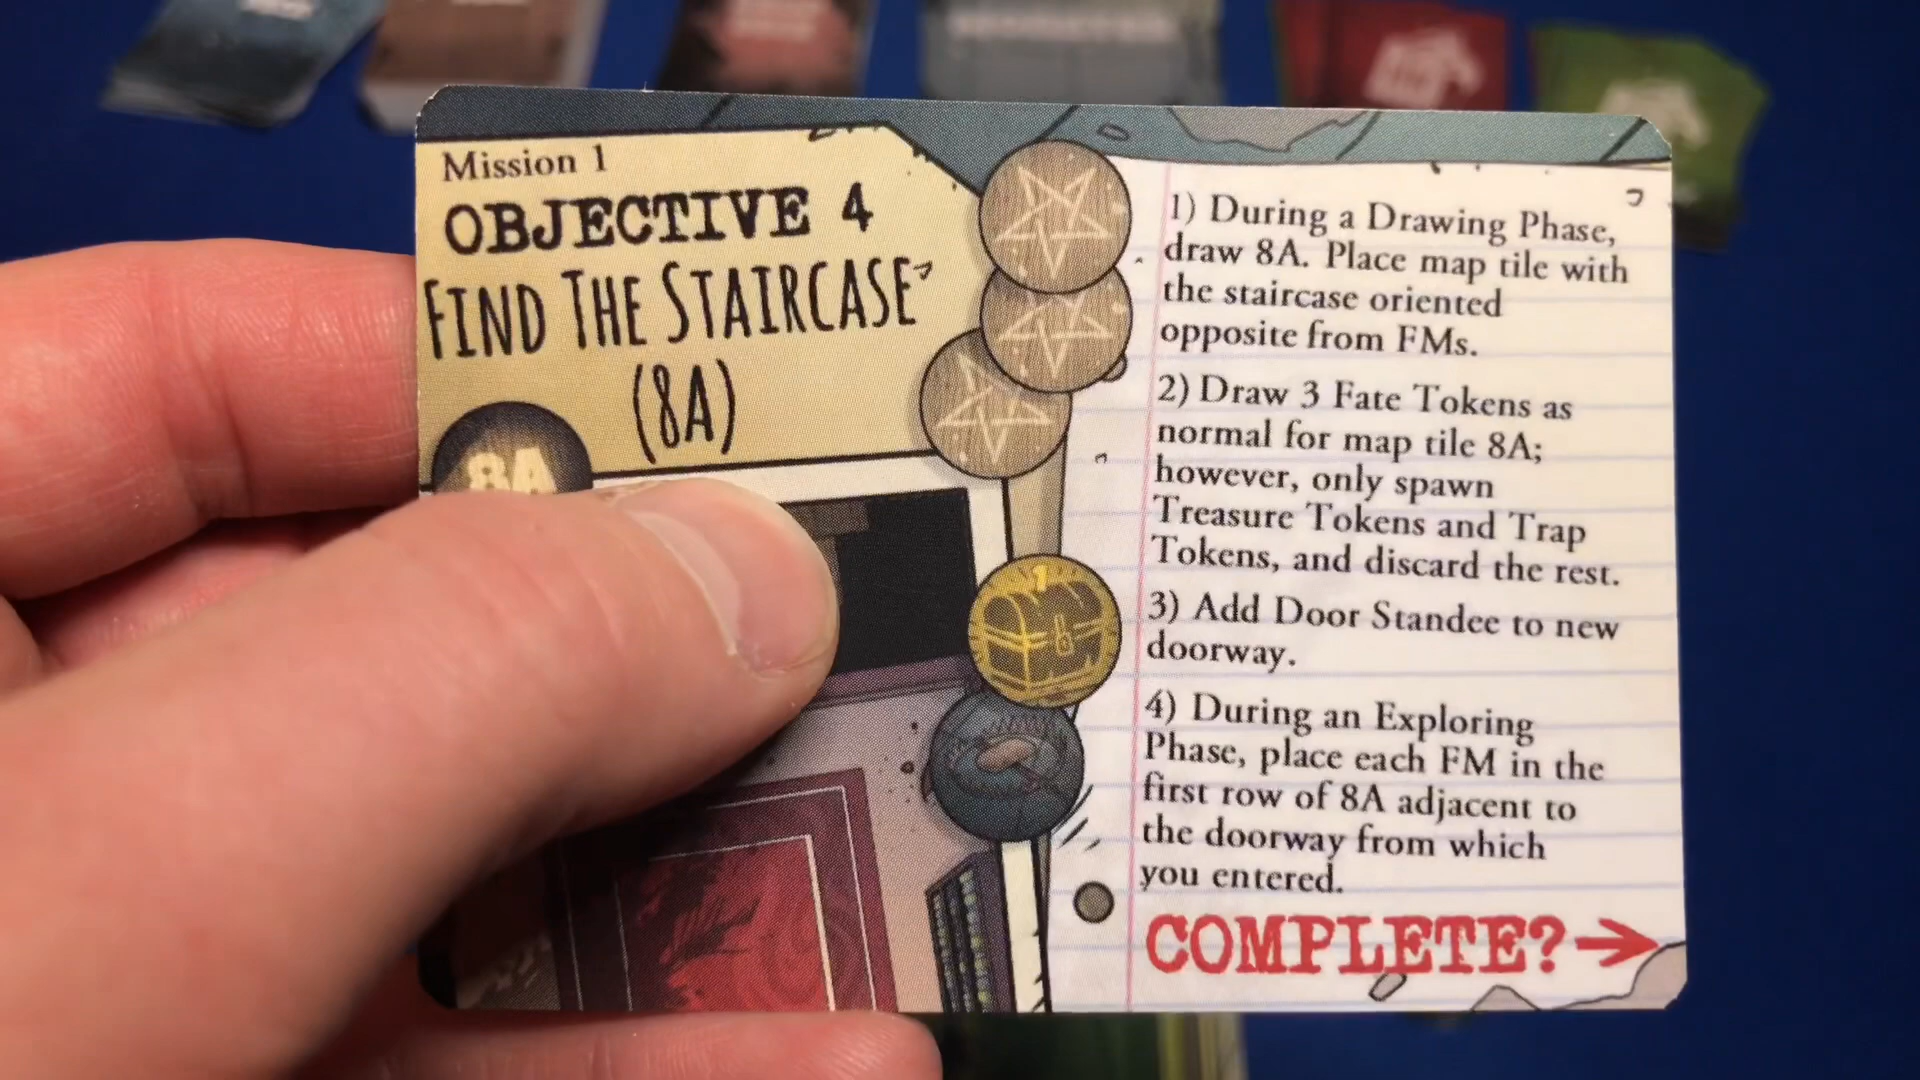 Mission 1
OBJECTIVE 4
FIND THE STAIRCASE
(8A)
8A
1
1) During a Drawing Phase,
draw 8A. Place map tile with
the staircase oriented
opposite from FMs.
2) Draw 3 Fate Tokens as
normal for map tile 8A;
however, only spawn
Treasure Tokens and Trap
Tokens, and discard the rest.
3) Add Door Standee to new
doorway.
4) During an Exploring
Phase, place each FM in the
first row of 8A adjacent to
the doorway from which
you entered.
COMPLETE?